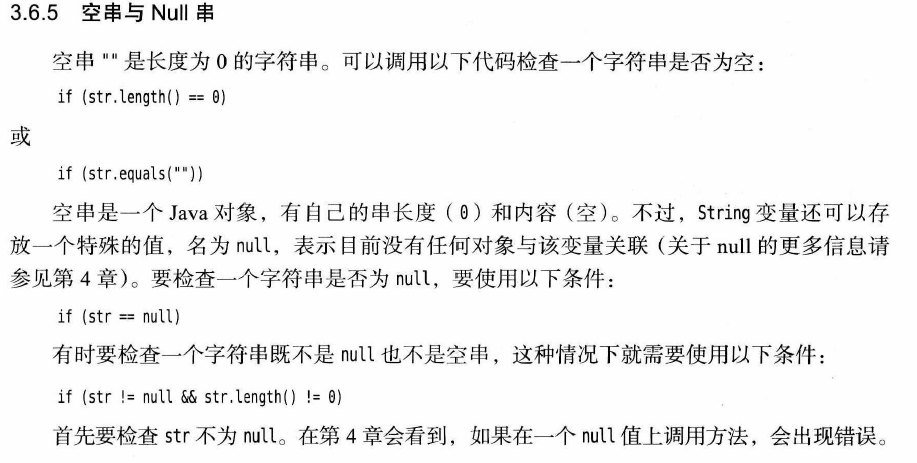 3.6.5 空串与 Null 串
空串 "" 是长度为 0 的字符串。可以调用以下代码检查一个字符串是否为空：
if (str.length() == 0)
或
if (str.equals(""))
空串是一个 Java 对象，有自己的串长度（0）和内容（空）。不过，String 变量还可以存
放一个特殊的值，名为 null，表示目前没有任何对象与该变量关联（关于 null 的更多信息请
参见第 4 章）。要检查一个字符串是否为 null，要使用以下条件：
if (str == null)
有时要检查一个字符串既不是 null 也不是空串，这种情况下就需要使用以下条件：
if (str != null && str.length() != 0)
首先要检查 str 不为 null。在第 4 章会看到，如果在一个 null 值上调用方法，会出现错误。